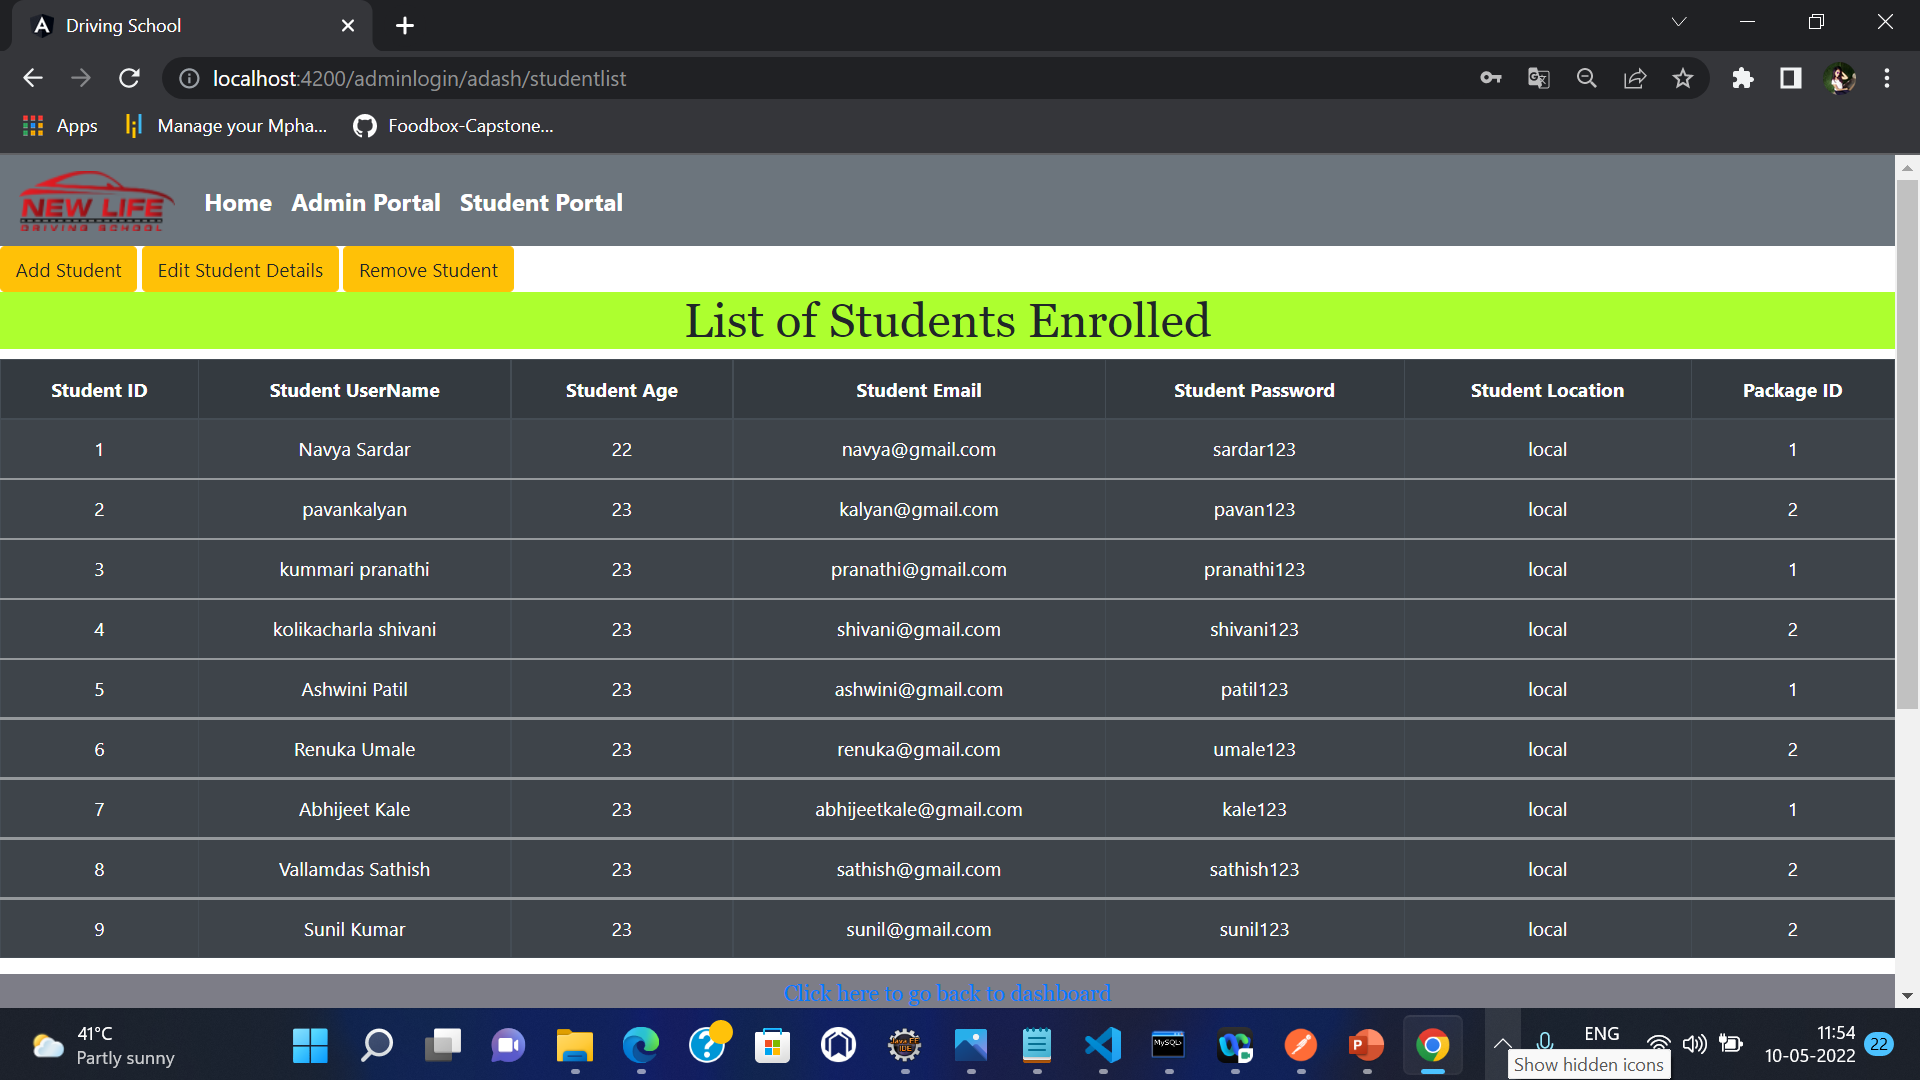 Driving School
localhost:4200/adminlogin/adash/studentlist
Apps Manage your Mpha... Foodbox-Capstone...
NEW LIFE
DRIVING SCHOOL
Home Admin Portal Student Portal
Add Student Edit Student Details Remove Student
List of Students Enrolled
Student ID Student UserName Student Age Student Email Student Password Student Location Package ID
1 Navya Sardar 22 navya@gmail.com sardar123 local 1
2 pavankalyan 23 kalyan@gmail.com pavan123 local 2
3 kummari pranathi 23 pranathi@gmail.com pranathi123 local 1
4 kolikacharla shivani 23 shivani@gmail.com shivani123 local 2
5 Ashwini Patil 23 ashwini@gmail.com patil123 local 1
6 Renuka Umale 23 renuka@gmail.com umale123 local 2
7 Abhijeet Kale 23 abhijeetkale@gmail.com kale123 local 1
8 Vallamdas Sathish 23 sathish@gmail.com sathish123 local 2
9 Sunil Kumar 23 sunil@gmail.com sunil123 local 2
Click here to go back to dashboard
41°C
Partly sunny
Java EE
IDE
MySQL
ENG
11:54
10-05-2022
22
Show hidden icons